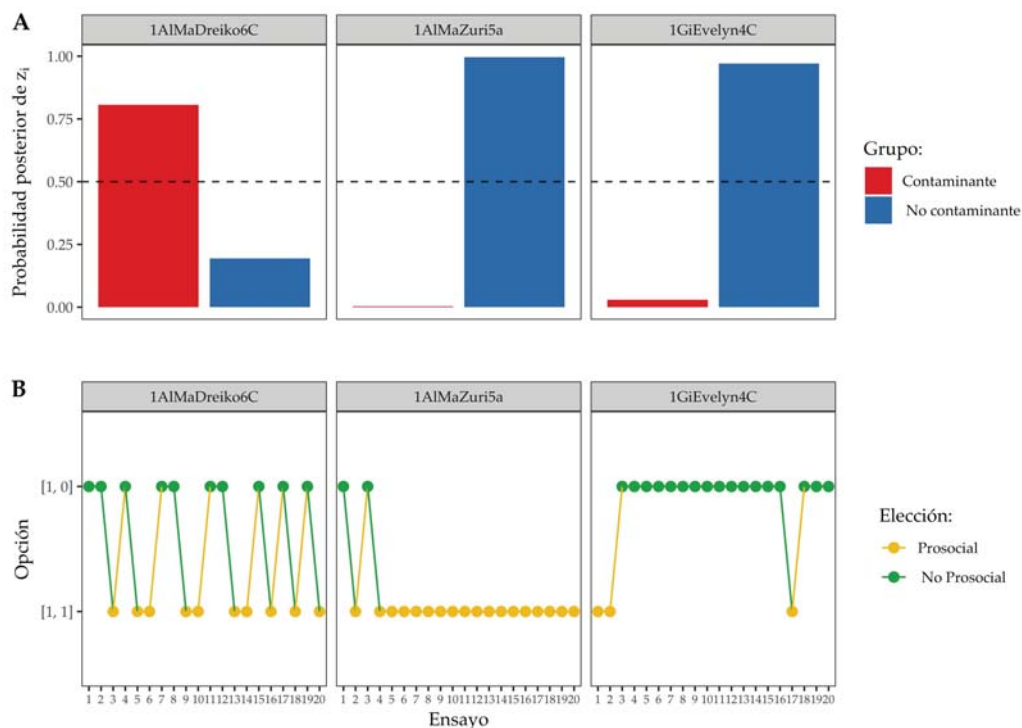 A
1AlMaDreiko6C
1AlMaZuri5a
1GiEvelyn4C
Probabilidad posterior de zi
1.00
0.75
0.50
0.25
0.00
Grupo:
Contaminante
No contaminante
B
1AlMaDreiko6C
1AlMaZuri5a
1GiEvelyn4C
Opción
[1, 0]
[1, 1]
1 2 3 4 5 6 7 8 9 10 11 12 13 14 15 16 17 18 19 20
1 2 3 4 5 6 7 8 9 10 11 12 13 14 15 16 17 18 19 20
1 2 3 4 5 6 7 8 9 10 11 12 13 14 15 16 17 18 19 20
Ensayo
Elección:
Prosocial
No Prosocial